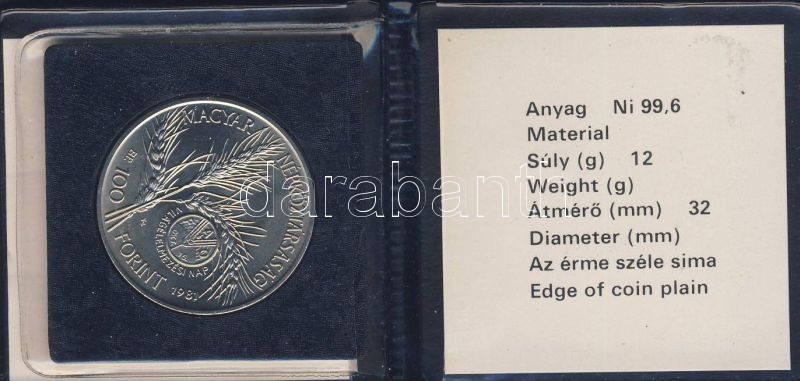 MAGYAR NÉPKÖZTÁRSASÁG
BP.
100
FORINT
1981
VILÁGÉLELMEZÉSI NAP
darabanth
Anyag Ni 99,6
Material
Súly (g) 12
Weight (g)
Átmérő (mm) 32
Diameter (mm)
Az érme széle sima
Edge of coin plain